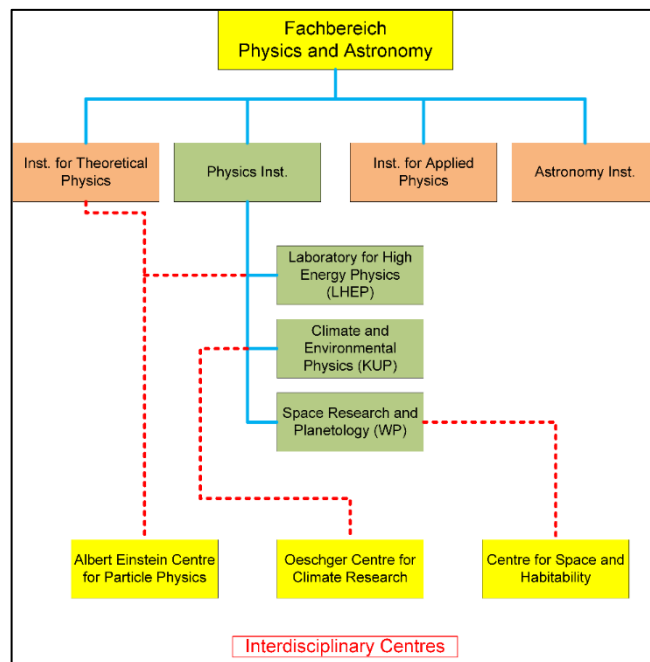 Fachbereich
Physics and Astronomy
Inst. for Theoretical
Physics
Physics Inst.
Inst. for Applied
Physics
Astronomy Inst.
Laboratory for High
Energy Physics
(LHEP)
Climate and
Environmental
Physics (KUP)
Space Research and
Planetology (WP)
Albert Einstein Centre
for Particle Physics
Oeschger Centre for
Climate Research
Centre for Space and
Habitability
Interdisciplinary Centres